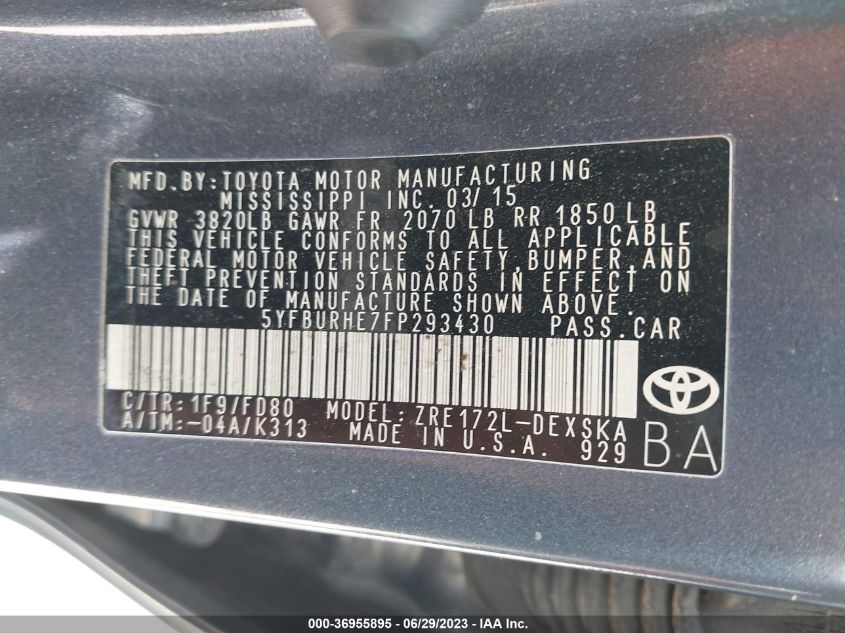 MFD.BY:TOYOTA MOTOR MANUFACTURING
MISSISSIPPI INC. 03/15
GVWR 3820LB GAWR FR 2070 LB RR 1850 LB
THIS VEHICLE CONFORMS TO ALL APPLICABLE
FEDERAL MOTOR VEHICLE SAFETY,BUMPER,AND
THEFT PREVENTION STANDARDS IN EFFECT ON
THE DATE OF MANUFACTURE SHOWN ABOVE.
5YFBURHE7FP293430 PASS.CAR
C/TR:1F9/FD80 MODEL:ZRE172L-DEXSKA
A/TM:-04A/K313 MADE IN U.S.A. 929
BA
000-36955895 - 06/29/2023 - IAA Inc.